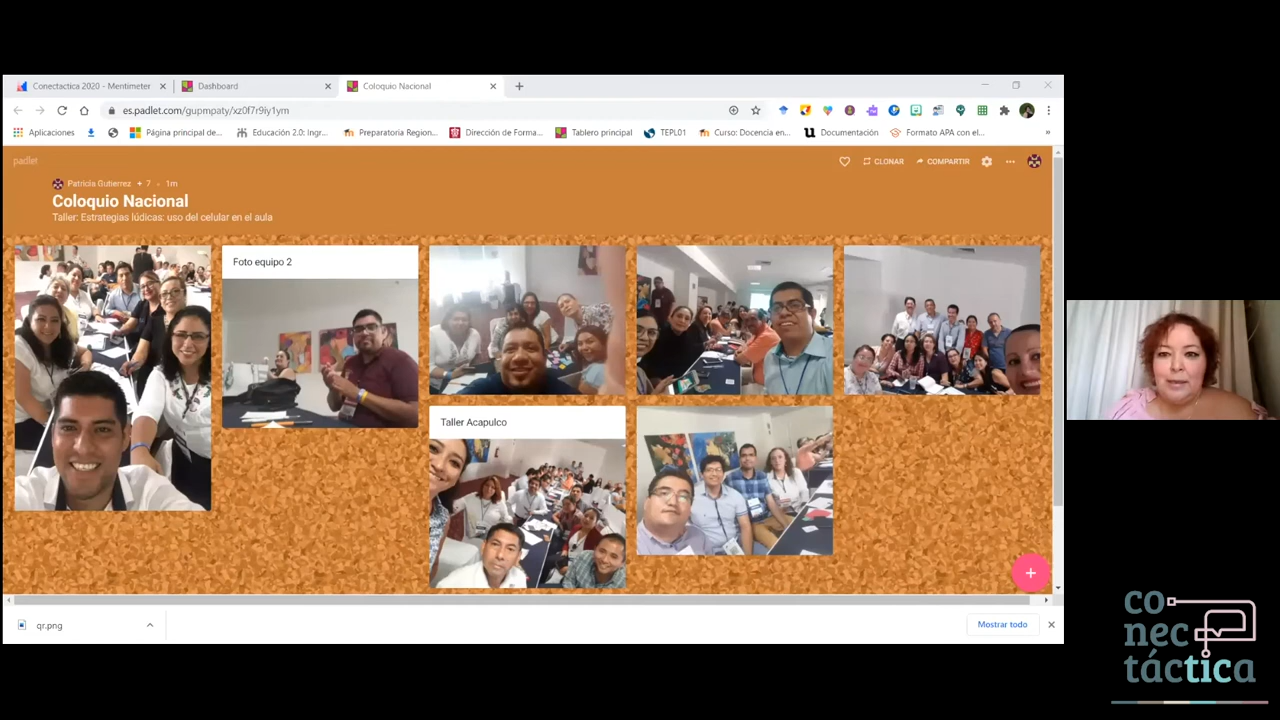 Conectactica 2020 - Mentimeter
Dashboard
Coloquio Nacional
es.padlet.com/gupmpaty/xz0f7r9iy1ym
Aplicaciones
Página principal de...
Educación 2.0: Ingr...
Preparatoria Region...
Dirección de Forma...
Tablero principal
TEPL01
Curso: Docencia en...
Documentación
Formato APA con el...
»
padlet
CLONAR
COMPARTIR
Patricia Gutierrez + 7 · 1m
Coloquio Nacional
Taller: Estrategias lúdicas: uso del celular en el aula
Foto equipo 2
Taller Acapulco
qr.png
Mostrar todo
co
nec
táctica